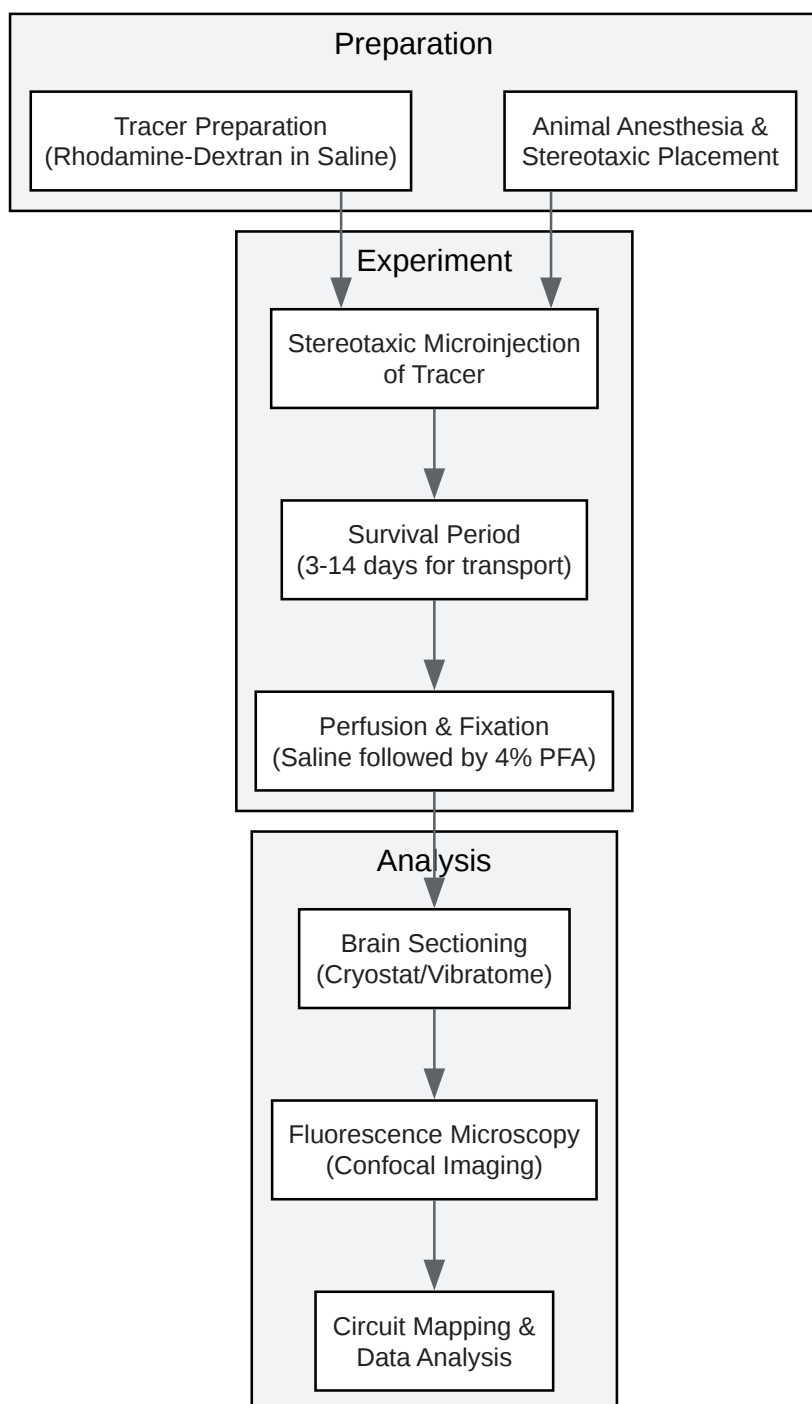 Preparation
Tracer Preparation
(Rhodamine-Dextran in Saline)
Animal Anesthesia &
Stereotaxic Placement
Experiment
Stereotaxic Microinjection
of Tracer
Survival Period
(3-14 days for transport)
Perfusion & Fixation
(Saline followed by 4% PFA)
Analysis
Brain Sectioning
(Cryostat/Vibratome)
Fluorescence Microscopy
(Confocal Imaging)
Circuit Mapping &
Data Analysis